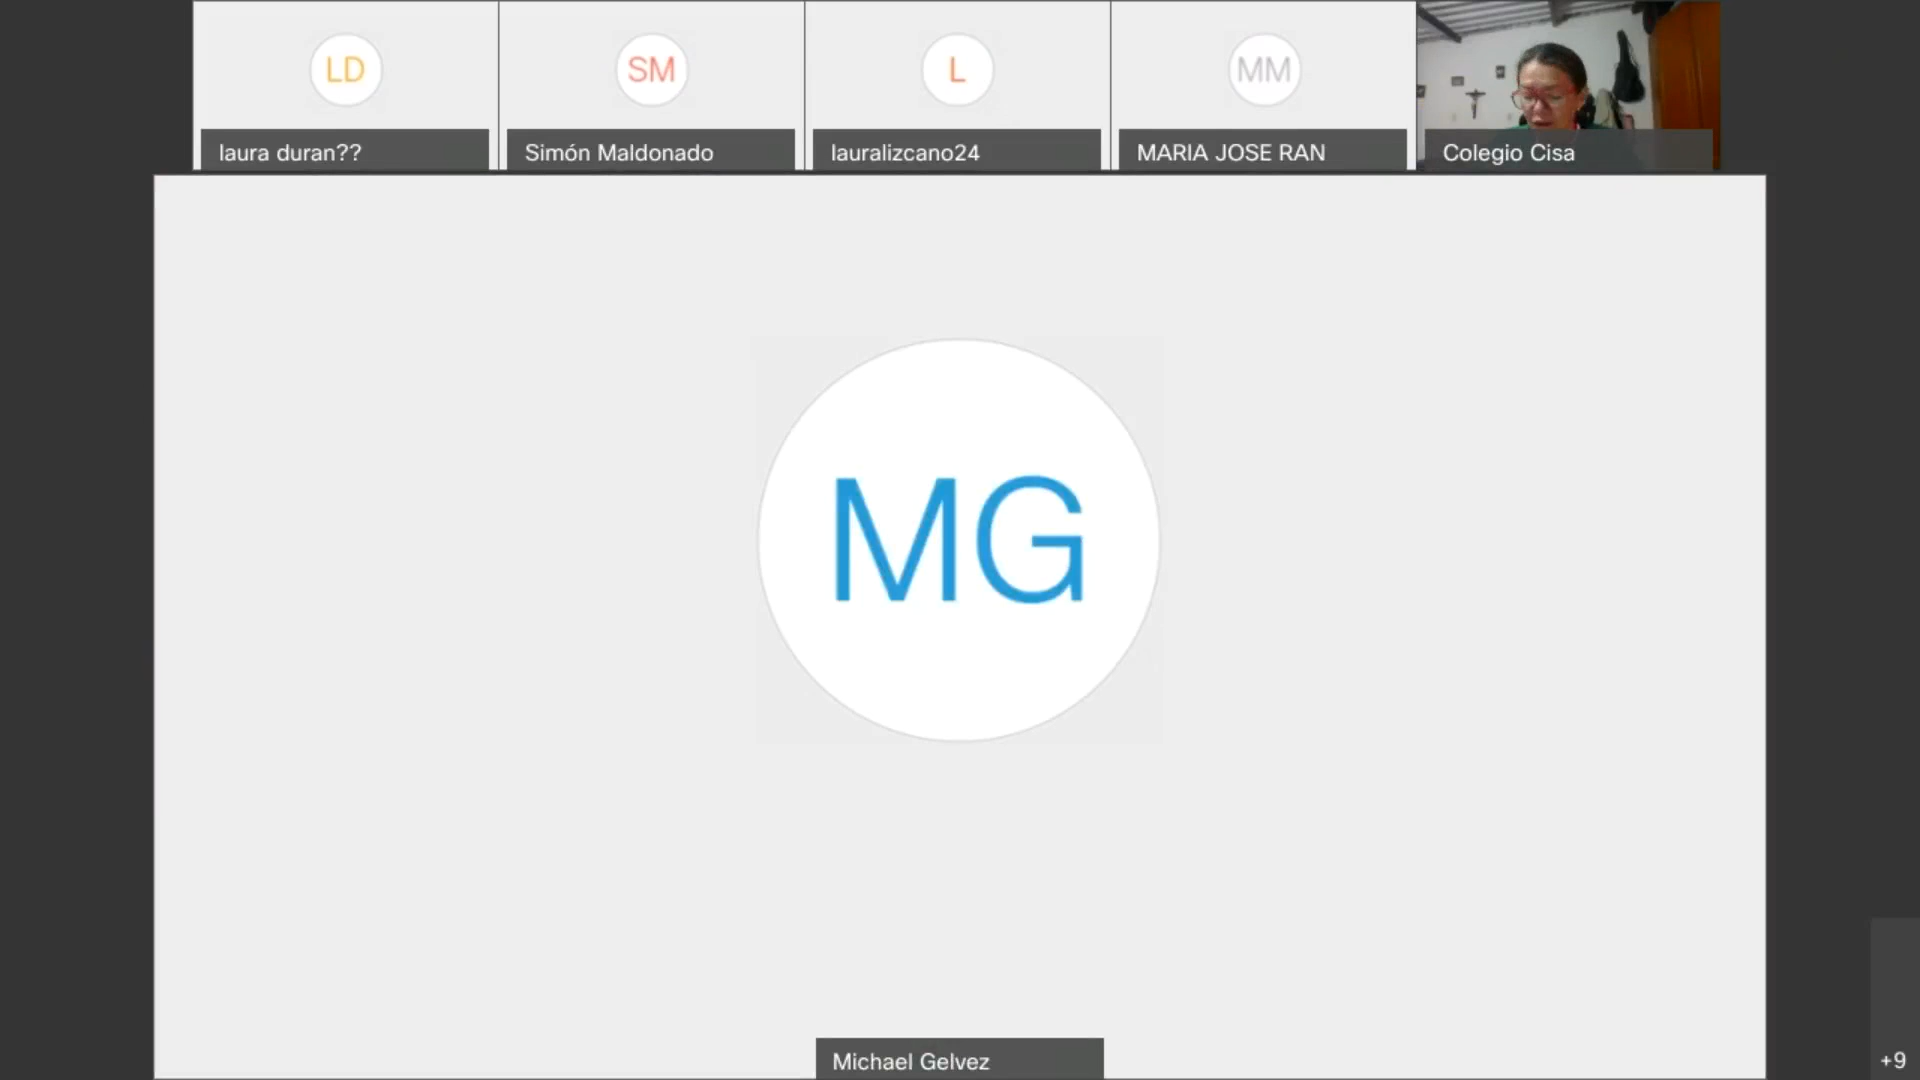 LD
laura duran??
SM
Simón Maldonado
L
lauralizcano24
MM
MARIA JOSE RAN
Colegio Cisa
MG
Michael Gelvez
+9